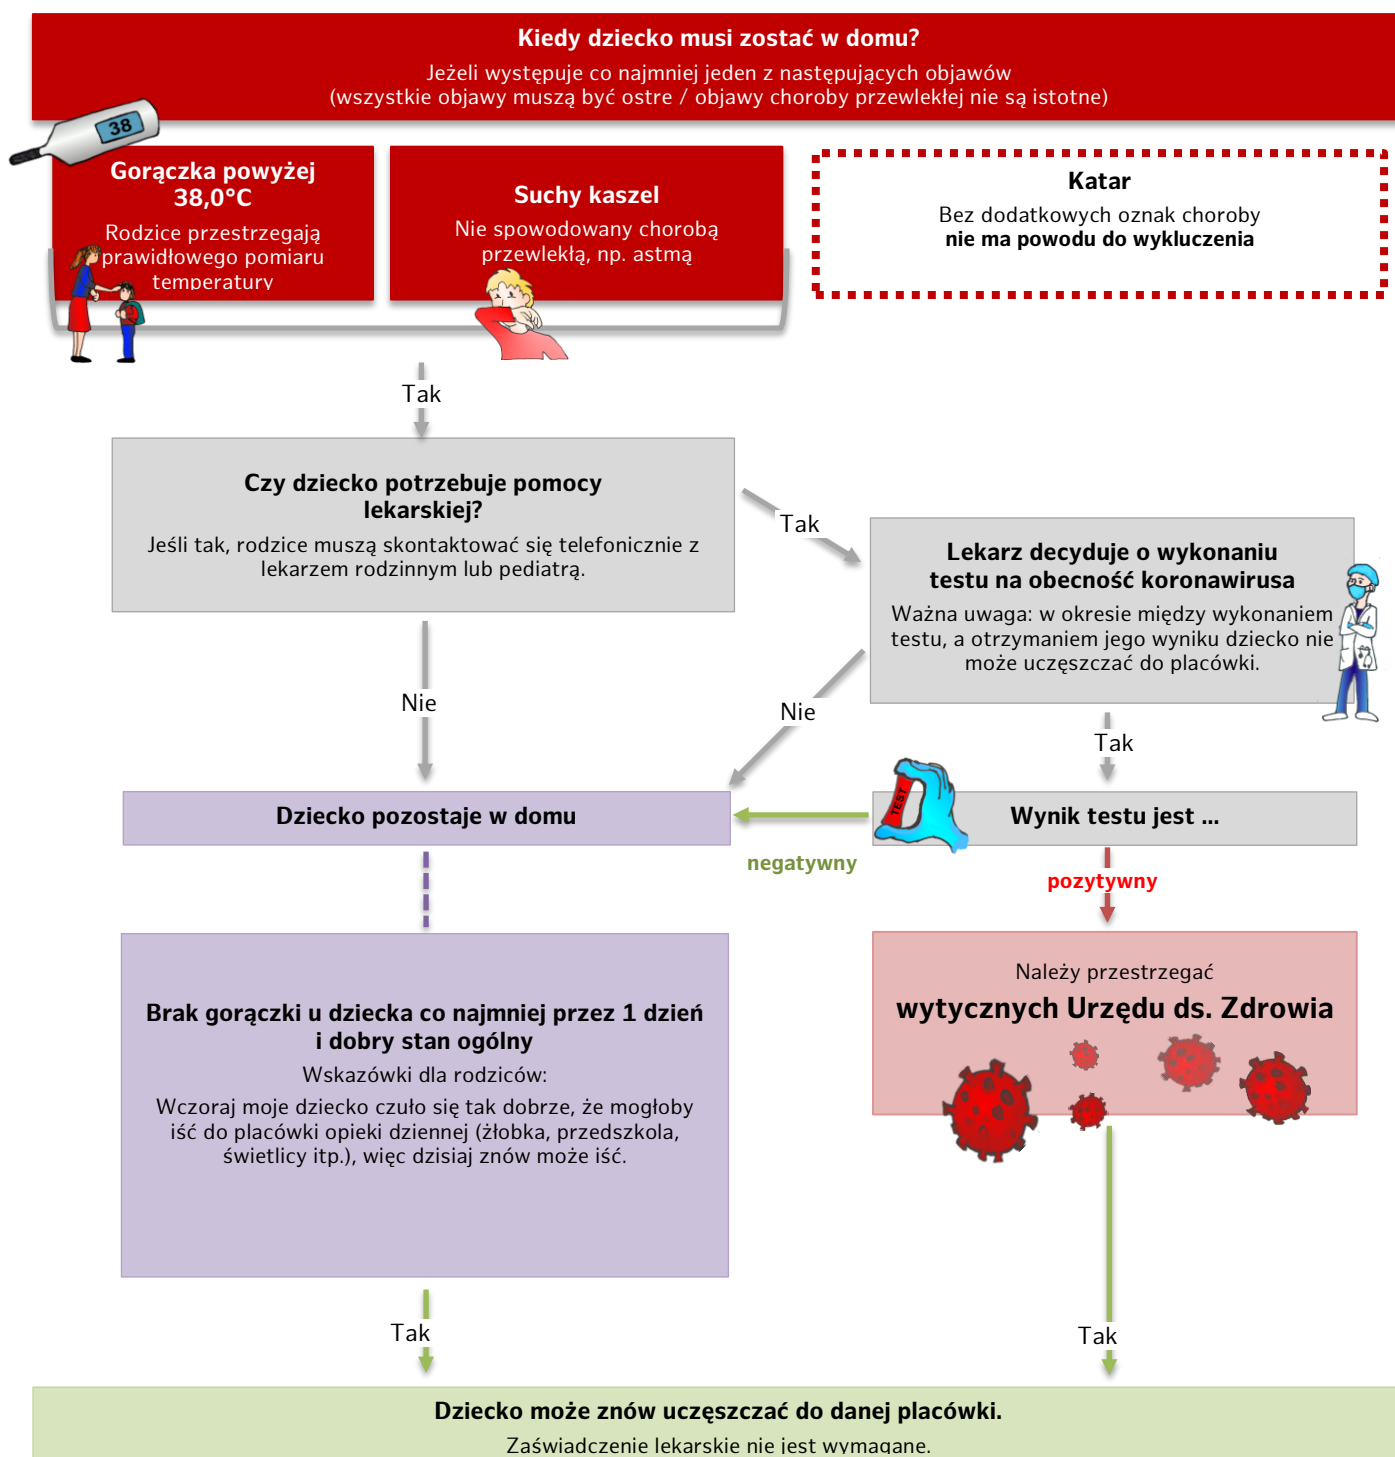 Kiedy dziecko musi zostać w domu?
Jeżeli występuje co najmniej jeden z następujących objawów
(wszystkie objawy muszą być ostre / objawy choroby przewlekłej nie są istotne)
38
Gorączka powyżej
38,0°C
Rodzice przestrzegają
prawidłowego pomiaru
temperatury
Suchy kaszel
Nie spowodowany chorobą
przewlekłą, np. astmą
Katar
Bez dodatkowych oznak choroby
nie ma powodu do wykluczenia
Tak
Czy dziecko potrzebuje pomocy
lekarskiej?
Jeśli tak, rodzice muszą skontaktować się telefonicznie z
lekarzem rodzinnym lub pediatrą.
Tak
Lekarz decyduje o wykonaniu
testu na obecność koronawirusa
Ważna uwaga: w okresie między wykonaniem
testu, a otrzymaniem jego wyniku dziecko nie
może uczęszczać do placówki.
Nie
Nie
Tak
Dziecko pozostaje w domu
TEST
Wynik testu jest ...
negatywny
pozytywny
Brak gorączki u dziecka co najmniej przez 1 dzień
i dobry stan ogólny
Wskazówki dla rodziców:
Wczoraj moje dziecko czuło się tak dobrze, że mogłoby
iść do placówki opieki dziennej (żłobka, przedszkola,
świetlicy itp.), więc dzisiaj znów może iść.
Należy przestrzegać
wytycznych Urzędu ds. Zdrowia
Tak
Tak
Dziecko może znów uczęszczać do danej placówki.
Zaświadczenie lekarskie nie jest wymagane.